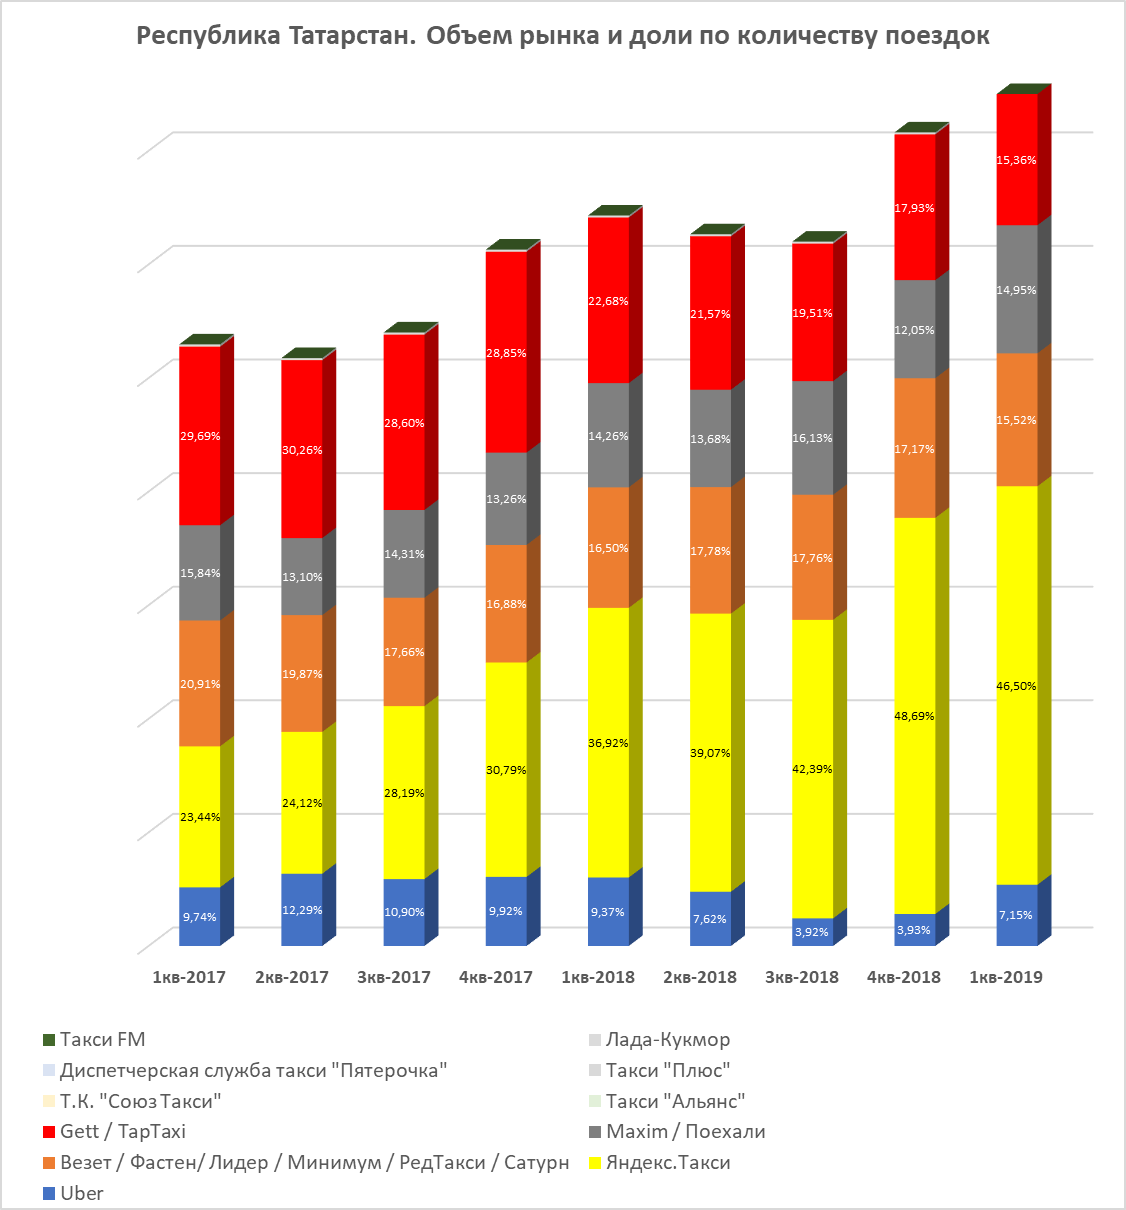 Республика Татарстан. Объем рынка и доли по количеству поездок
29,69% 30,26% 28,60% 28,85% 22,68% 21,57% 19,51% 17,93% 15,36%
15,84% 13,10% 14,31% 13,26% 14,26% 13,68% 16,13% 12,05% 14,95%
20,91% 19,87% 17,66% 16,88% 16,50% 17,78% 17,76% 17,17% 15,52%
23,44% 24,12% 28,19% 30,79% 36,92% 39,07% 42,39% 48,69% 46,50%
9,74% 12,29% 10,90% 9,92% 9,37% 7,62% 3,92% 3,93% 7,15%
1кв-2017 2кв-2017 3кв-2017 4кв-2017 1кв-2018 2кв-2018 3кв-2018 4кв-2018 1кв-2019
Такси FM Лада-Кукмор
Диспетчерская служба такси "Пятерочка" Такси "Плюс"
Т.К. "Союз Такси" Такси "Альянс"
Gett / TapTaxi Maxim / Поехали
Везет / Фастен/ Лидер / Минимум / РедТакси / Сатурн Яндекс.Такси
Uber